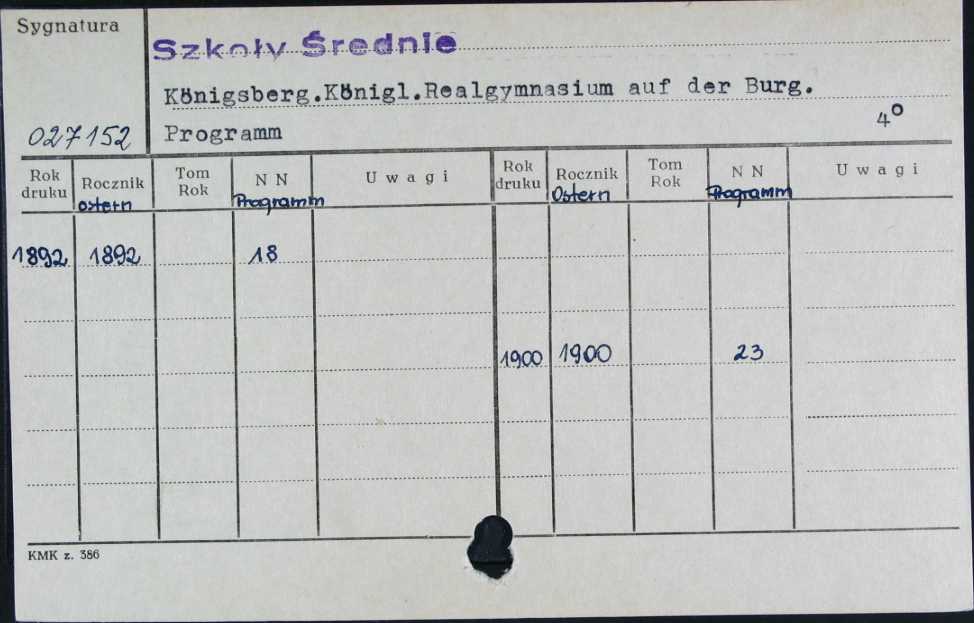 Sygnatura
Szkoły Średnie
Königsberg.Königl.Realgymnasium auf der Burg.
4º
027152 Programm
Rok druku Rocznik Tom Rok N N U w a g i Rok druku Rocznik Tom Rok N N U w a g i
Ostern Programm Ostern Programm
1892 1892 18
1900 1900 23
KMK z. 386